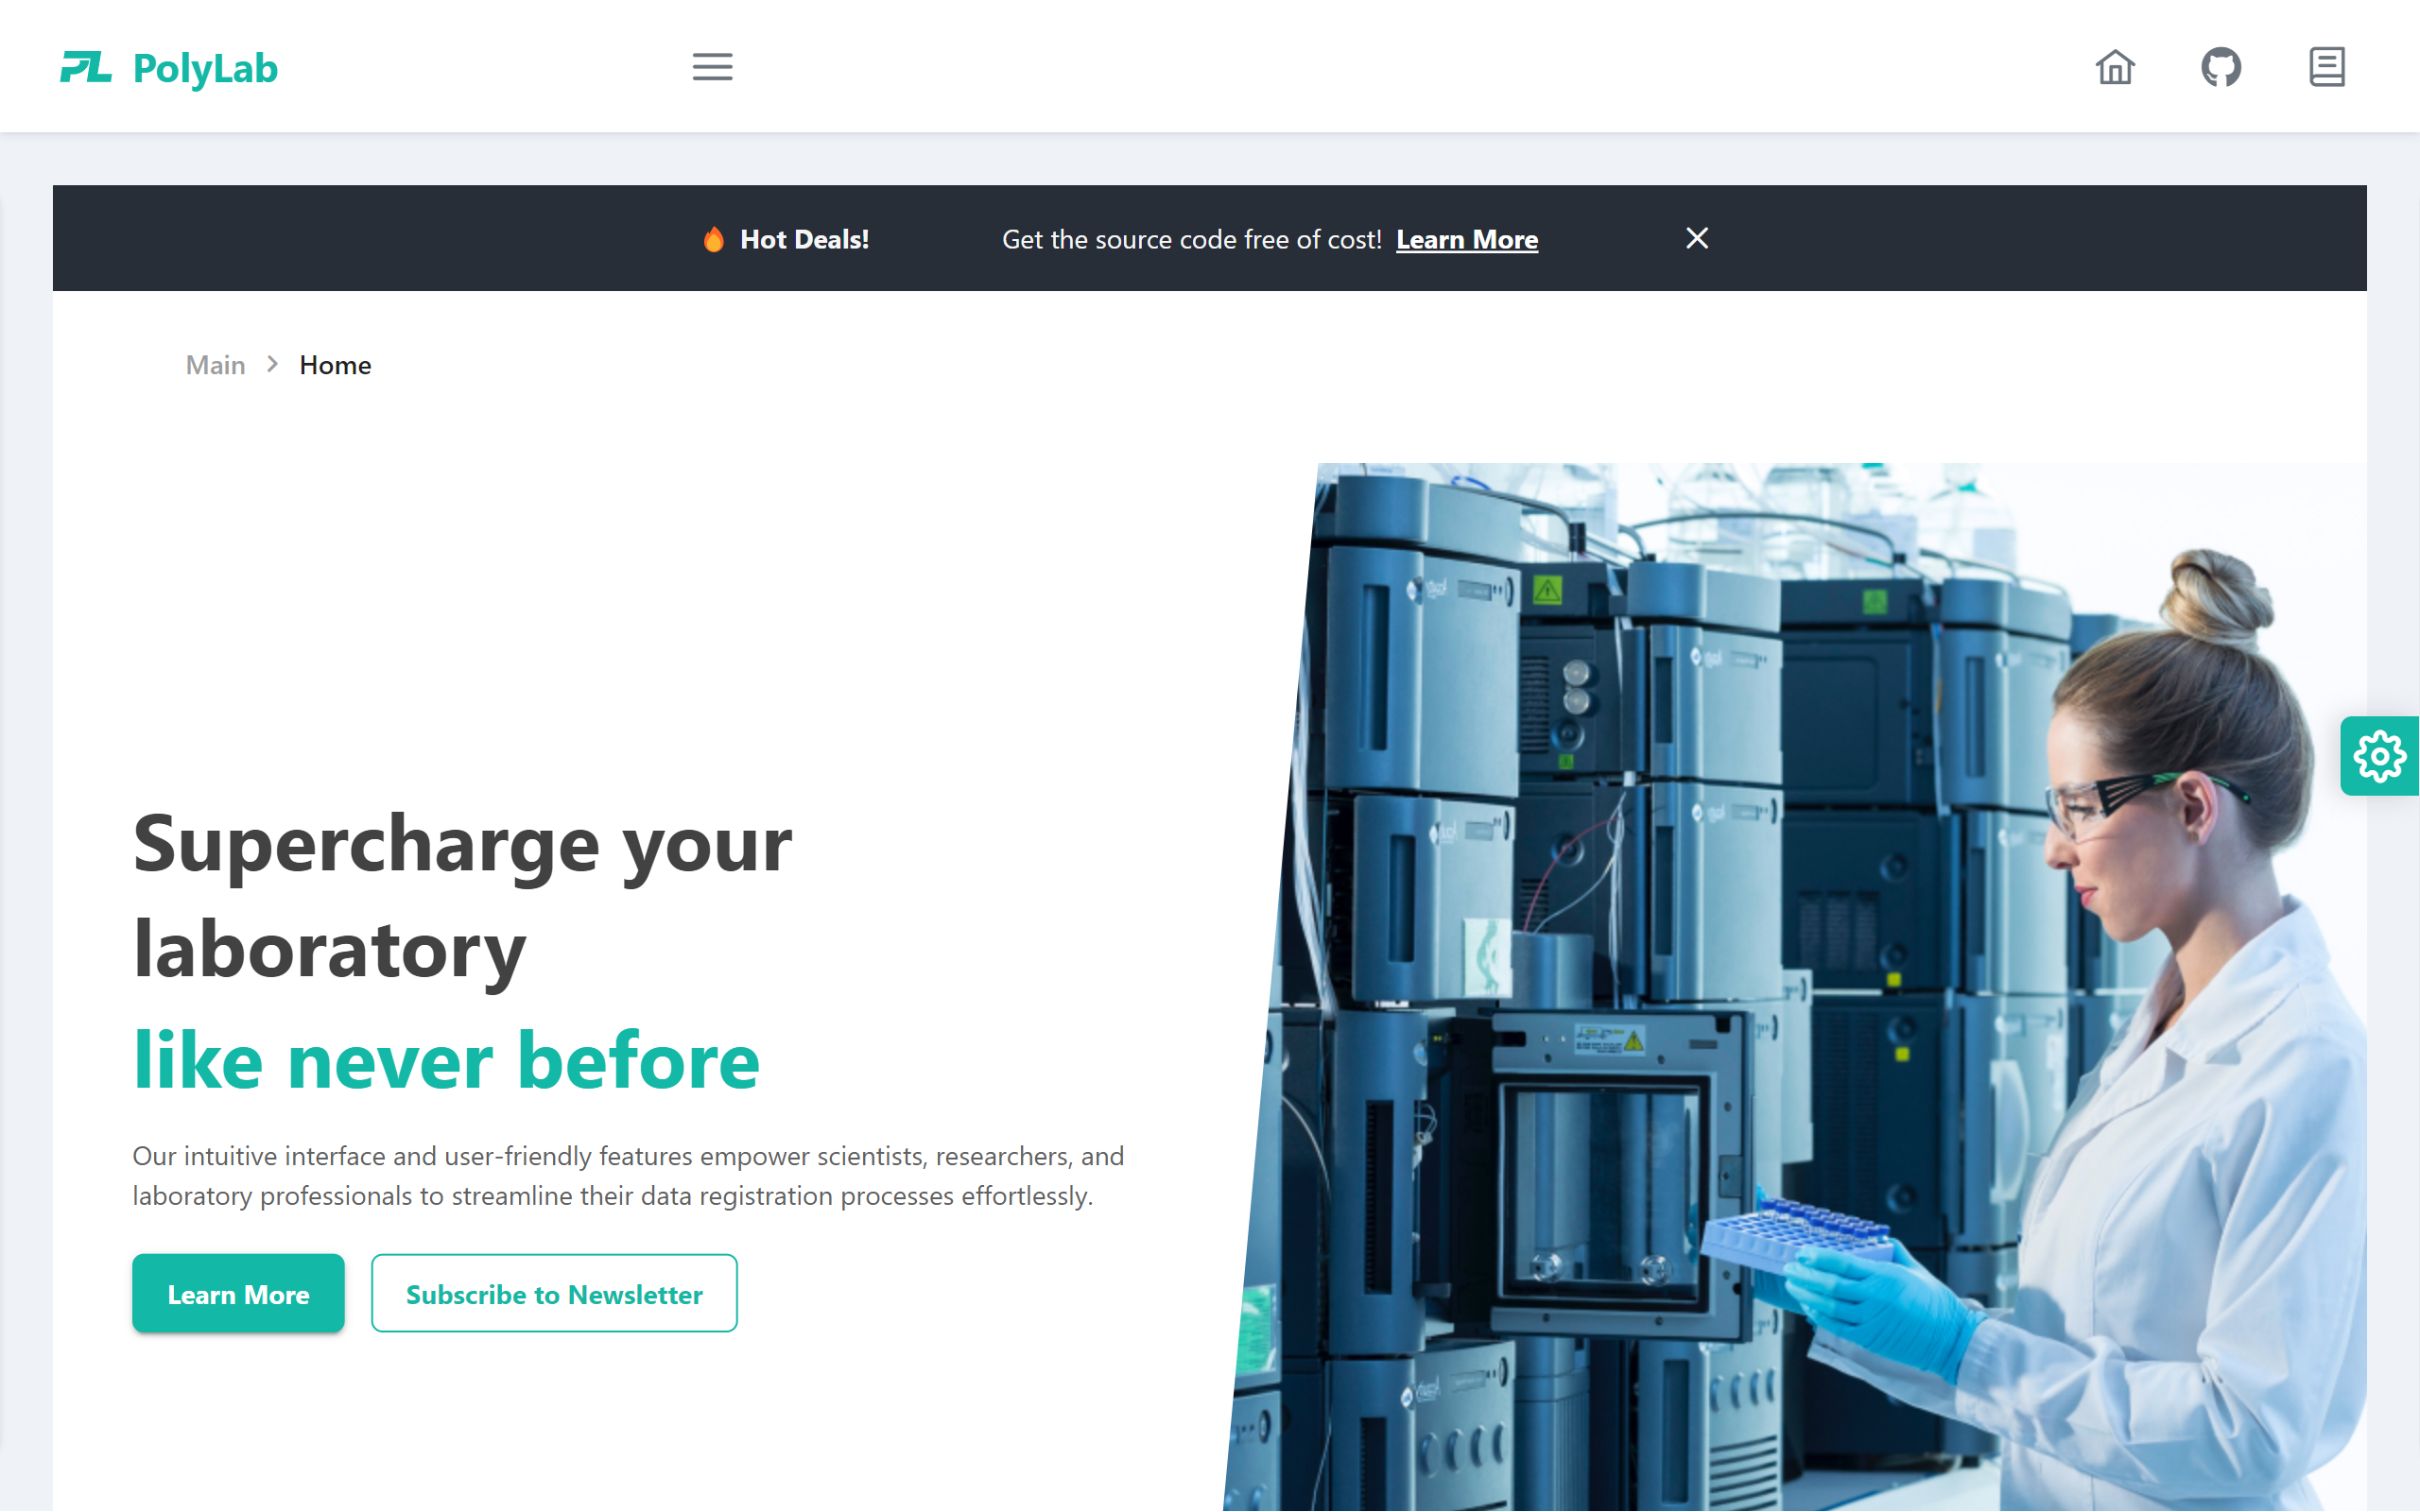 PL PolyLab
🔥 Hot Deals! Get the source code free of cost! Learn More
Main > Home
Supercharge your
laboratory
like never before
Our intuitive interface and user-friendly features empower scientists, researchers, and
laboratory professionals to streamline their data registration processes effortlessly.
Learn More Subscribe to Newsletter